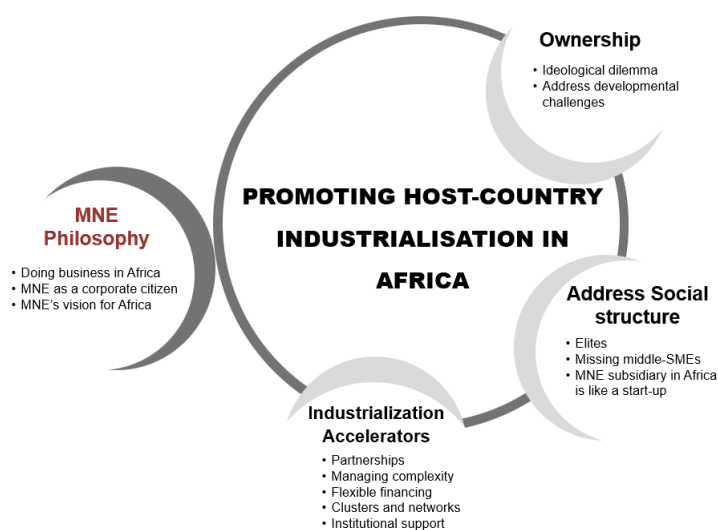 Ownership
• Ideological dilemma
• Address developmental
challenges
PROMOTING HOST-COUNTRY
INDUSTRIALISATION IN
AFRICA
MNE
Philosophy
• Doing business in Africa
• MNE as a corporate citizen
• MNE's vision for Africa
Address Social
structure
• Elites
• Missing middle-SMEs
• MNE subsidiary in Africa
is like a start-up
Industrialization
Accelerators
• Partnerships
• Managing complexity
• Flexible financing
• Clusters and networks
• Institutional support